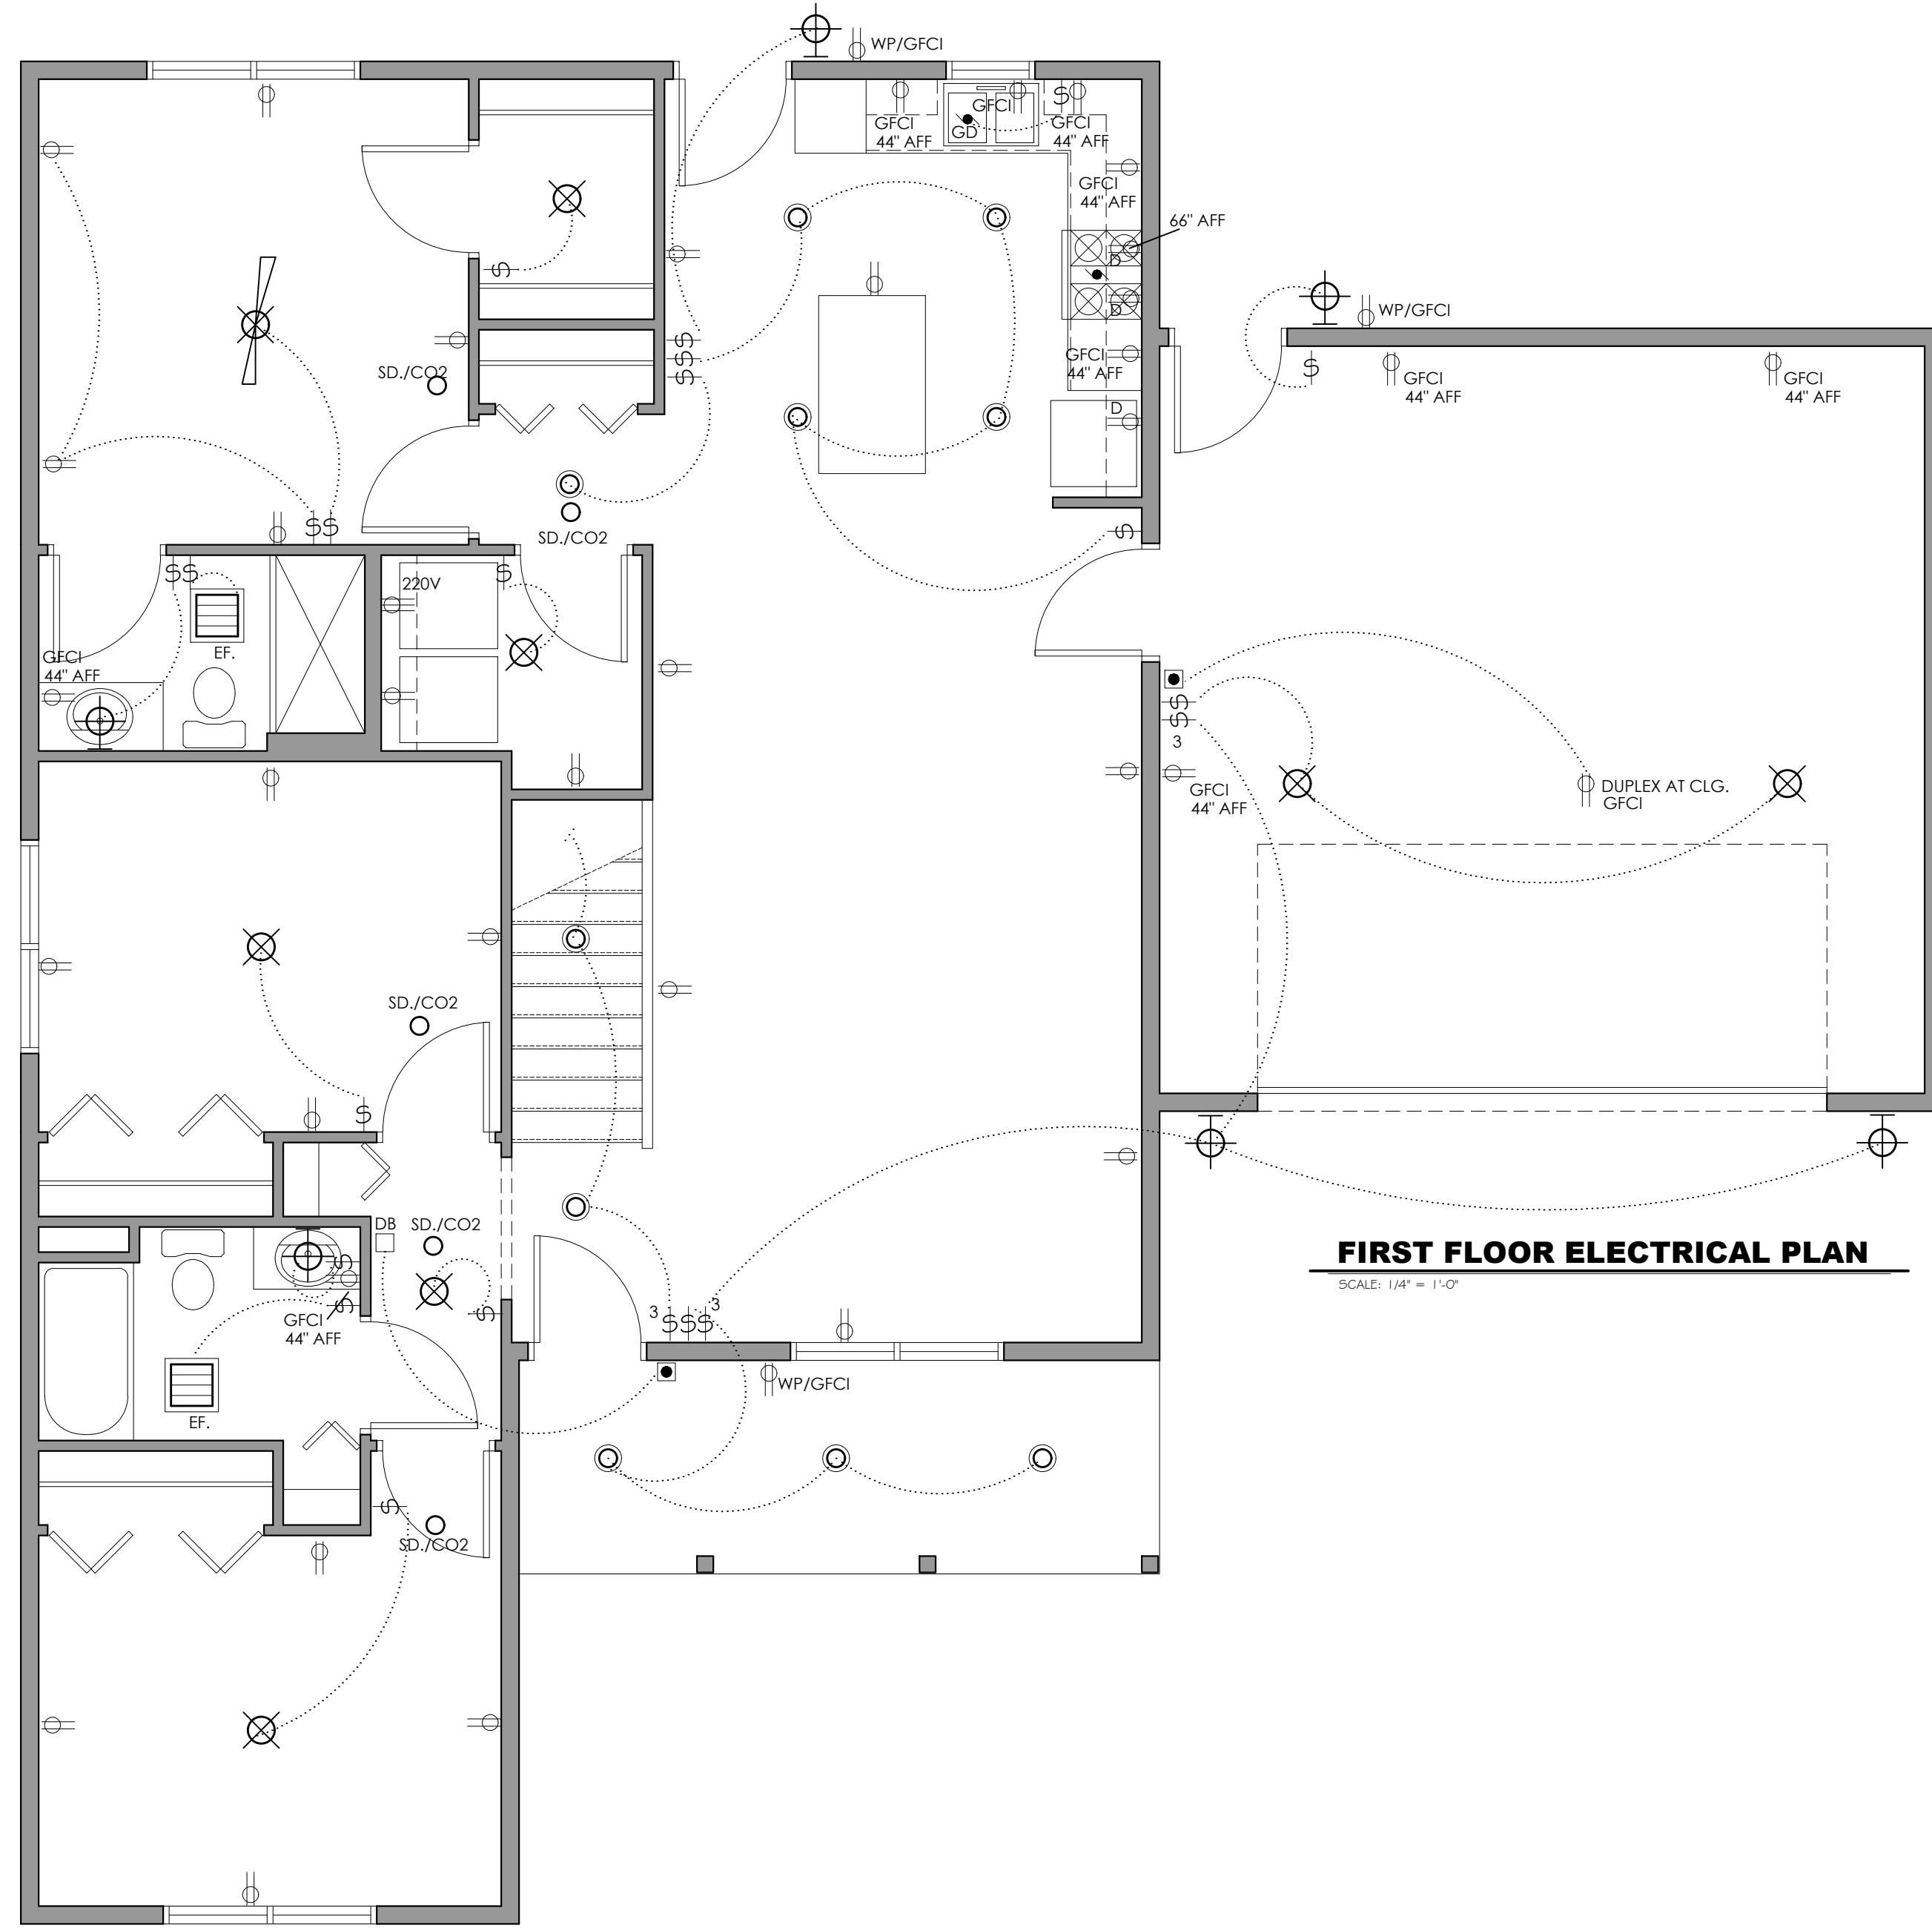 WP/GFCI
GFCI
GFCI
44" AFF
GD
GFCI
44" AFF
GFCI
44" AFF
66" AFF
D
D
WP/GFCI
GFCI
44" AFF
D
SD./CO2
GFCI
44" AFF
GFCI
44" AFF
SD./CO2
220V
EF.
GFCI
44" AFF
3
GFCI
44" AFF
DUPLEX AT CLG.
GFCI
SD./CO2
DB
SD./CO2
GFCI
44" AFF
3
3
FIRST FLOOR ELECTRICAL PLAN
SCALE: 1/4" = 1'-0"
WP/GFCI
EF.
SD./CO2